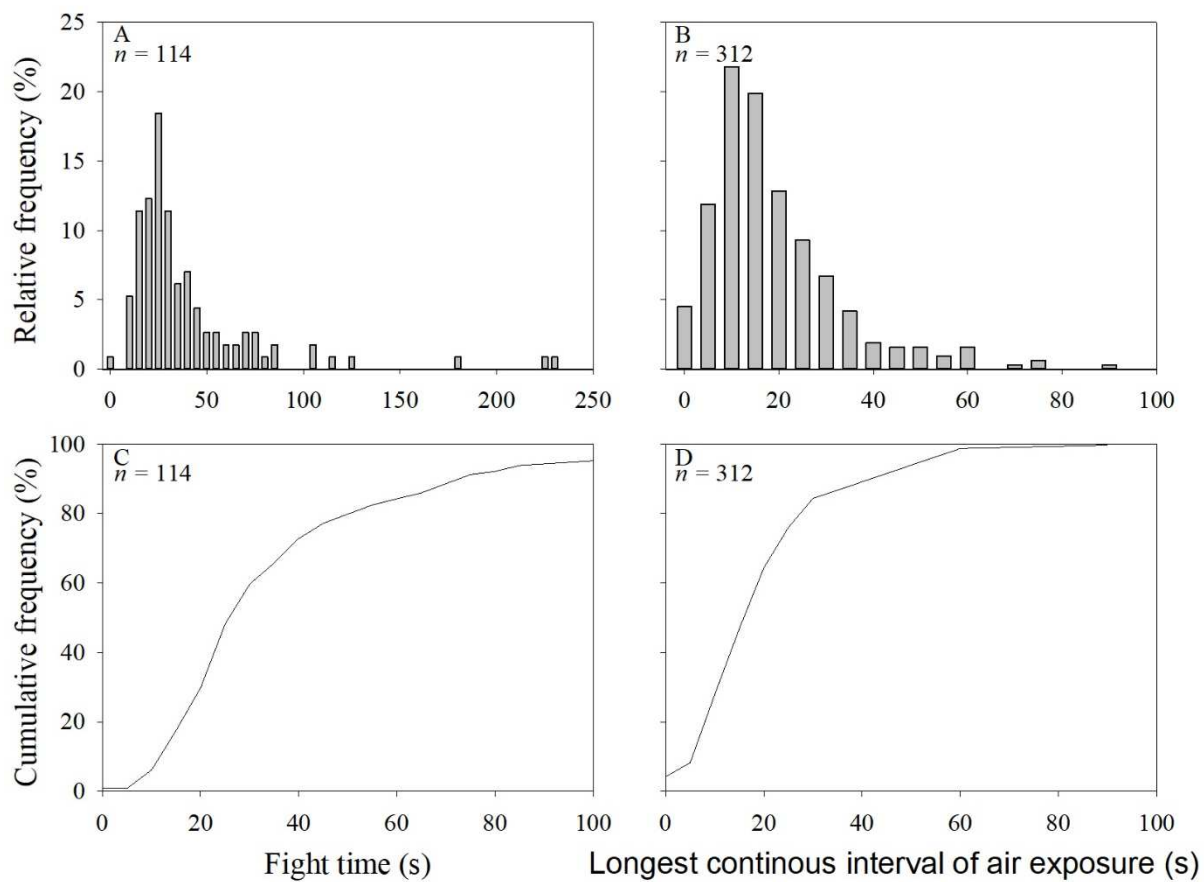 A
n = 114
B
n = 312
Relative frequency (%)
25
20
15
10
5
0
0 50 100 150 200 250
0 20 40 60 80 100
C
n = 114
D
n = 312
Cumulative frequency (%)
100
80
60
40
20
0
0 20 40 60 80 100
0 20 40 60 80 100
Fight time (s)
Longest continous interval of air exposure (s)